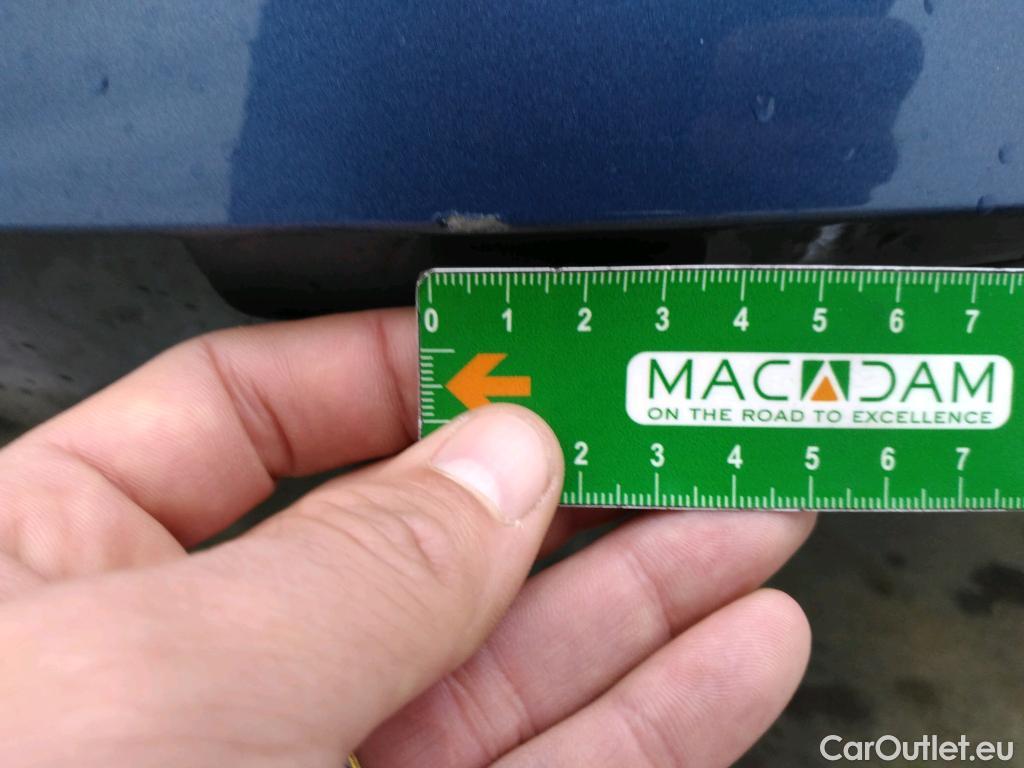 0 1 2 3 4 5 6 7
MACADAM
ON THE ROAD TO EXCELLENCE
2 3 4 5 6 7
CarOutlet.eu